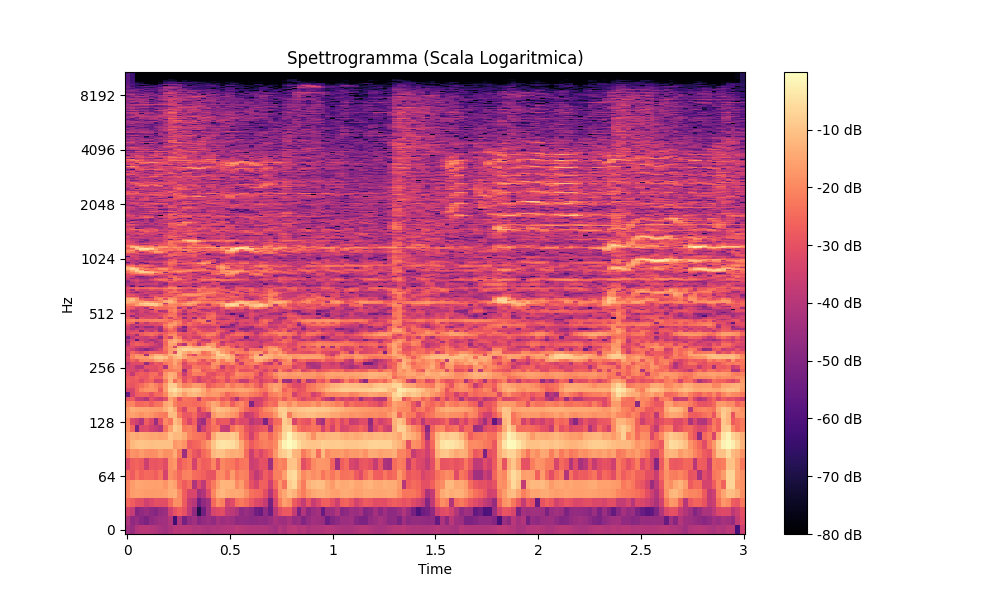 Spettrogramma (Scala Logaritmica)
Hz
8192
4096
2048
1024
512
256
128
64
0
0 0.5 1 1.5 2 2.5 3
Time
-10 dB
-20 dB
-30 dB
-40 dB
-50 dB
-60 dB
-70 dB
-80 dB